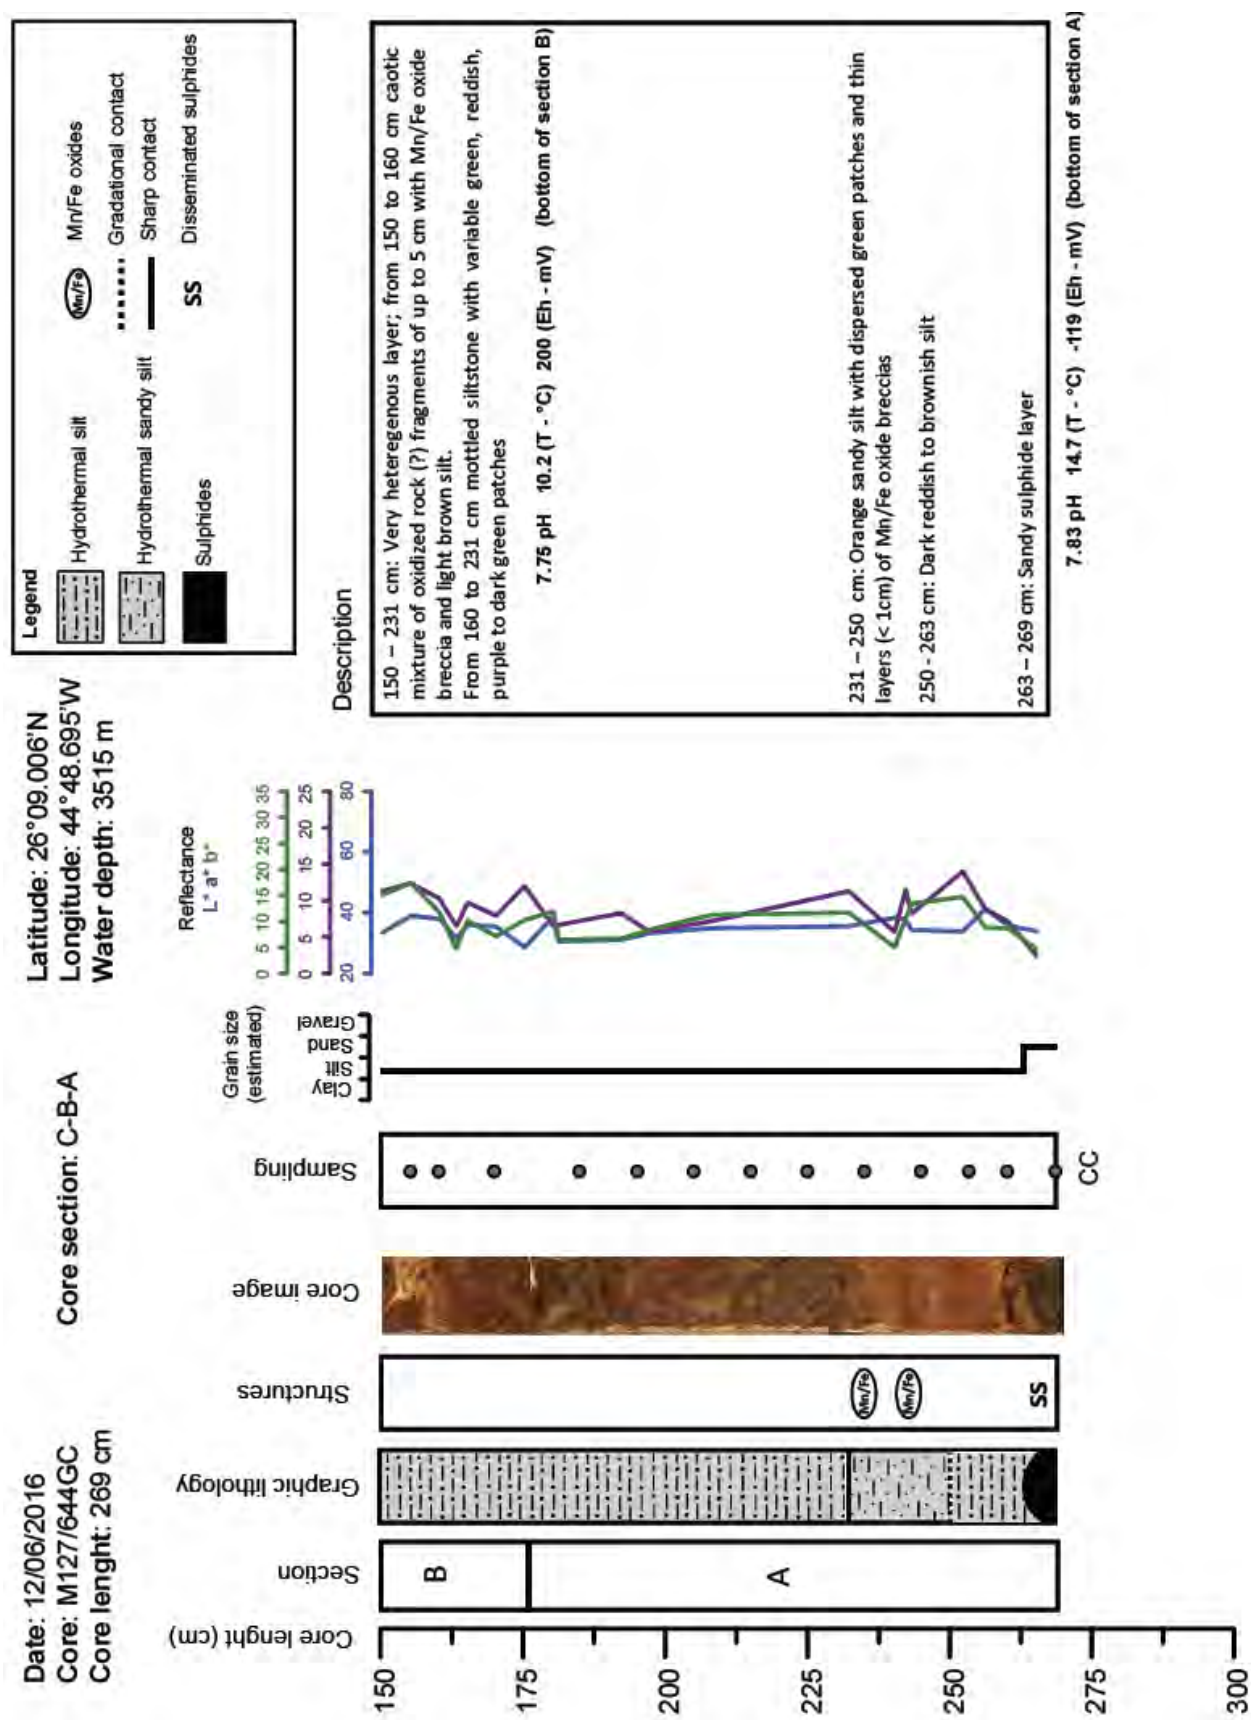 Date: 12/06/2016
Core: M127/644GC
Core lenght: 269 cm
Core section: C-B-A
Latitude: 26°09.006'N
Longitude: 44°48.695'W
Water depth: 3515 m
Legend
Hydrothermal silt
Hydrothermal sandy silt
Sulphides
Mn/Fe
Mn/Fe oxides
Gradational contact
Sharp contact
SS
Disseminated sulphides
Core lenght (cm)
Section
Graphic lithology
Structures
Core image
Sampling
Grain size
(estimated)
Clay
Silt
Sand
Gravel
Reflectance
L* a* b*
0 5 10 15 20 25 30 35
0 5 10 15 20 25
20 40 60 80
Description
150
175
200
225
250
275
300
B
A
Mn/Fe
Mn/Fe
SS
CC
150 – 231 cm: Very heteregenous layer; from 150 to 160 cm caotic
mixture of oxidized rock (?) fragments of up to 5 cm with Mn/Fe oxide
breccia and light brown silt.
From 160 to 231 cm mottled siltstone with variable green, reddish,
purple to dark green patches
7.75 pH 10.2 (T - °C) 200 (Eh - mV) (bottom of section B)
231 – 250 cm: Orange sandy silt with dispersed green patches and thin
layers (< 1cm) of Mn/Fe oxide breccias
250 - 263 cm: Dark reddish to brownish silt
263 – 269 cm: Sandy sulphide layer
7.83 pH 14.7 (T - °C) -119 (Eh - mV) (bottom of section A)